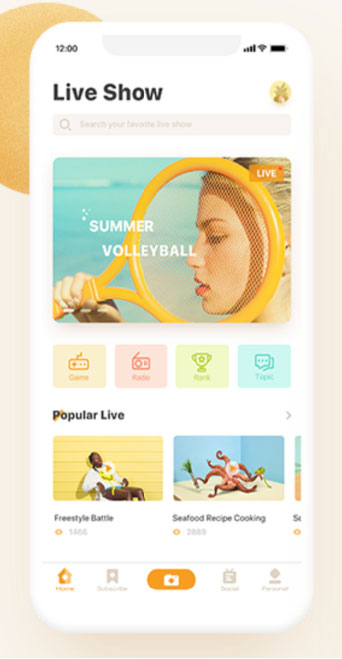 12:00
Live Show
Search your favorite live show
LIVE
SUMMER
VOLLEYBALL
Game
Radio
Rank
Topic
Popular Live
Freestyle Battle
Seafood Recipe Cooking
1466
2889
Home
Subscribe
Social
Personal